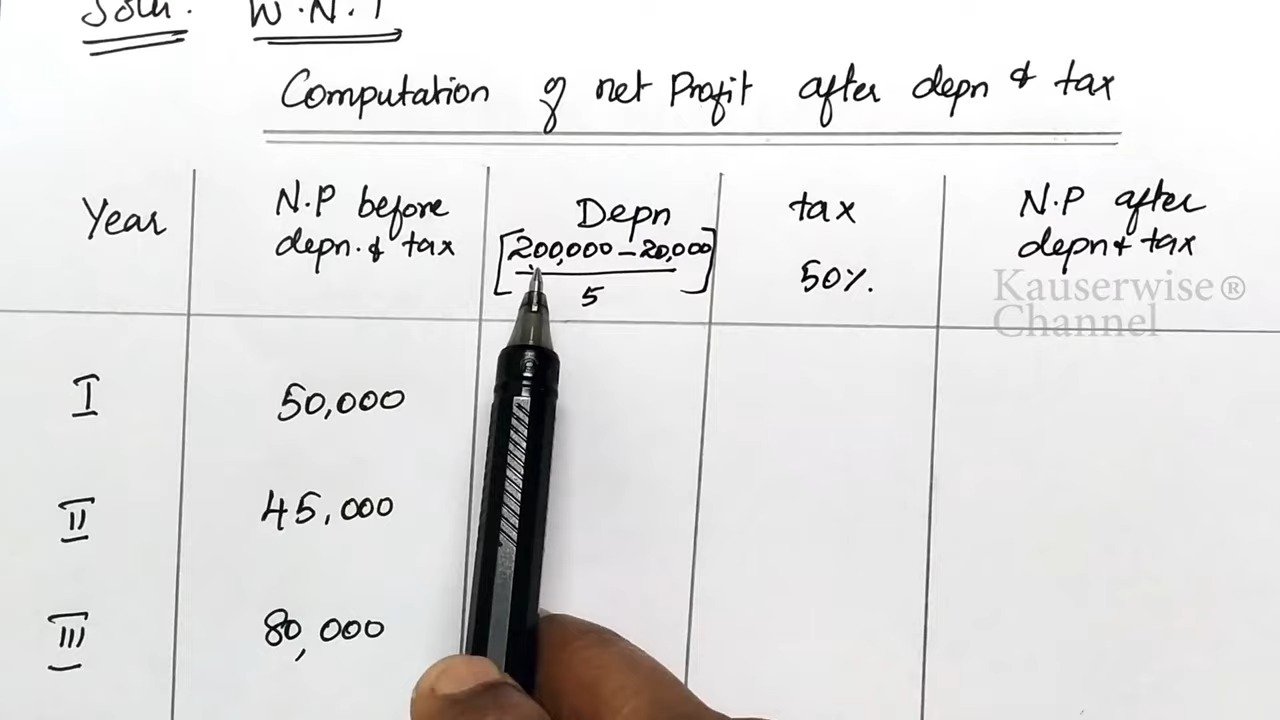 Soln. W.N.1
Computation of net Profit after depn & tax
Year
N.P before
depn. & tax
Depn
[200,000 - 20,000
5]
tax
50%.
N.P after
depn & tax
Kauserwise®
Channel
I 50,000
II 45,000
III 80,000